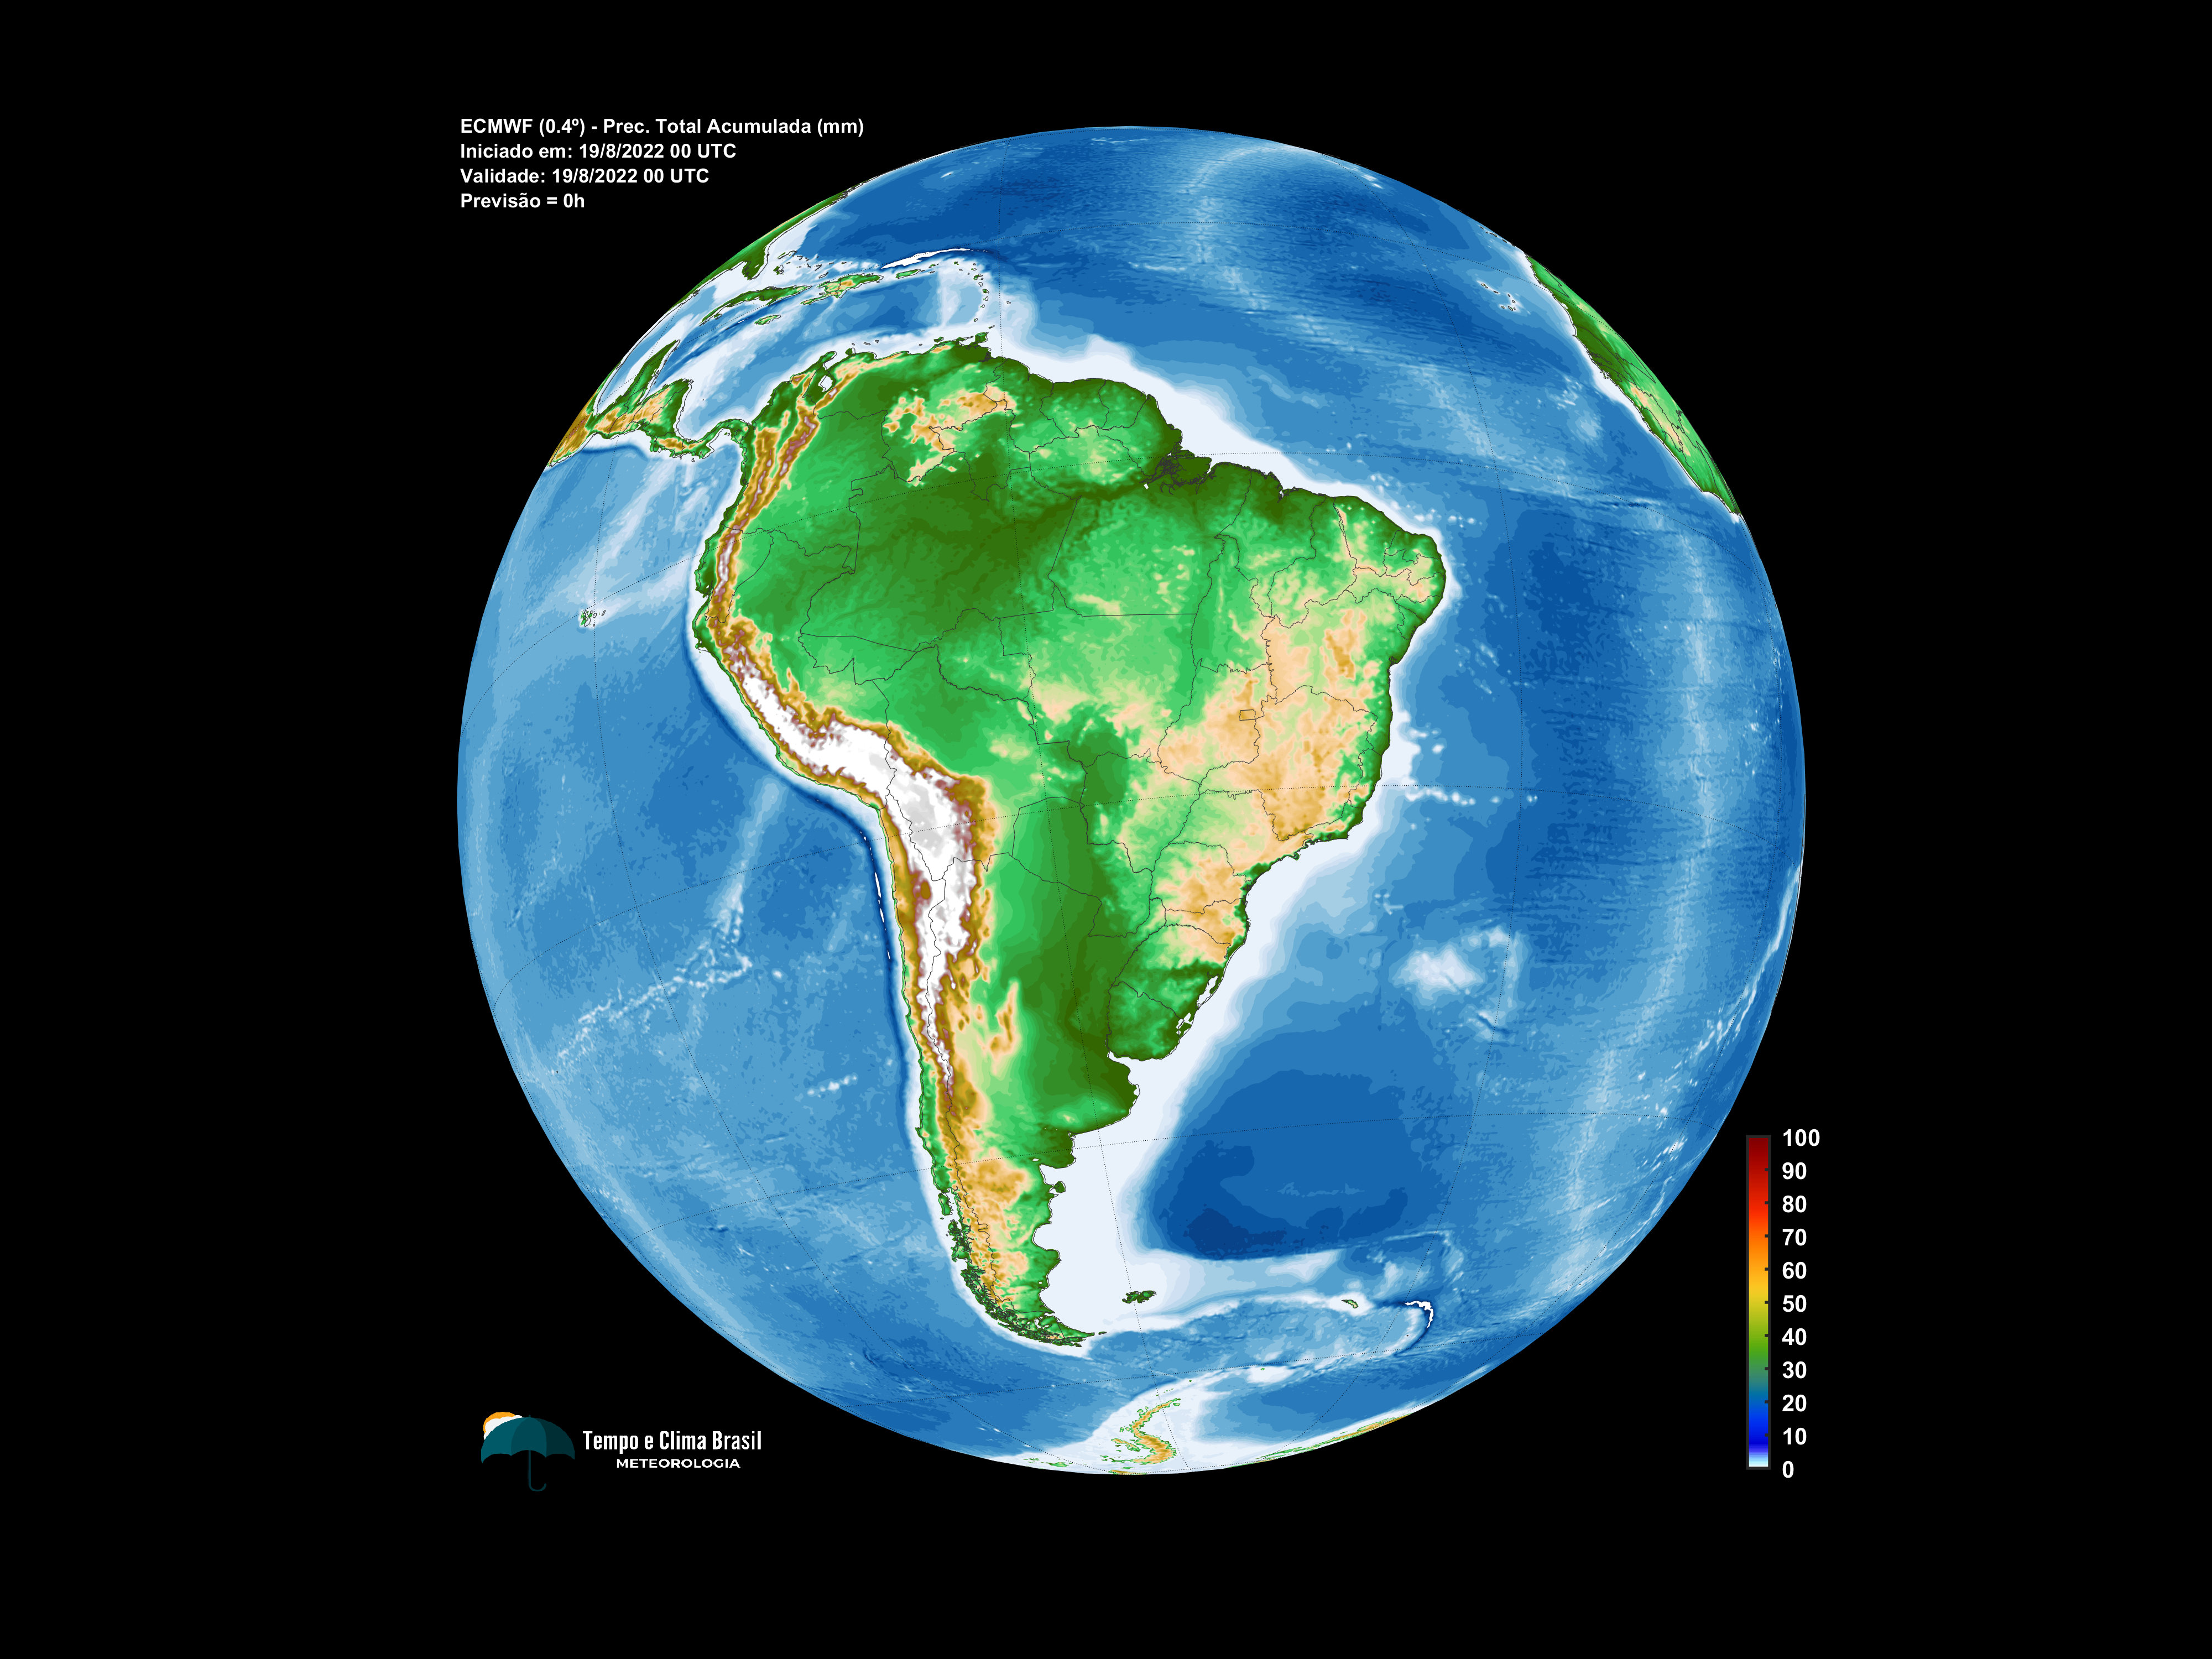 ECMWF (0.4º) - Prec. Total Acumulada (mm)
Iniciado em: 19/8/2022 00 UTC
Validade: 19/8/2022 00 UTC
Previsão = 0h
100
90
80
70
60
50
40
30
20
10
0
Tempo e Clima Brasil
METEOROLOGIA